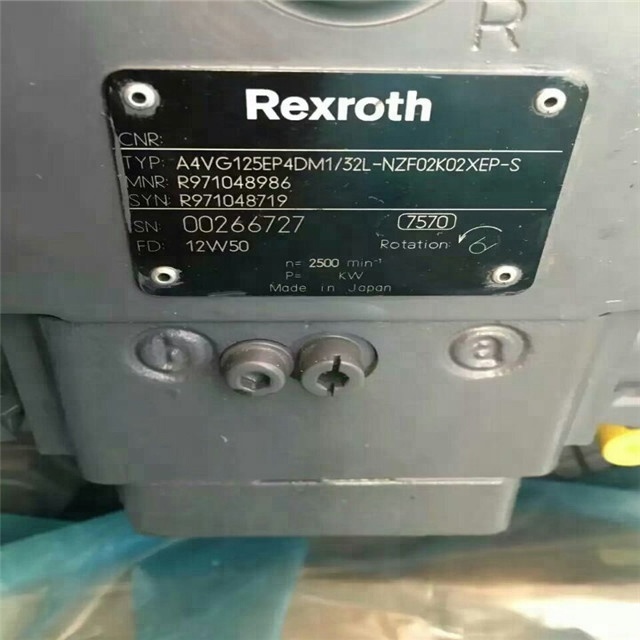 R
Rexroth
CNR:
TYP: A4VG125EP4DM1/32L-NZF02K02XEP-S
MNR: R971048986
SYN: R971048719
SN: 00266727 7570
FD: 12W50 Rotation:
n= 2500 min⁻¹
P= KW
Made in Japan
b a